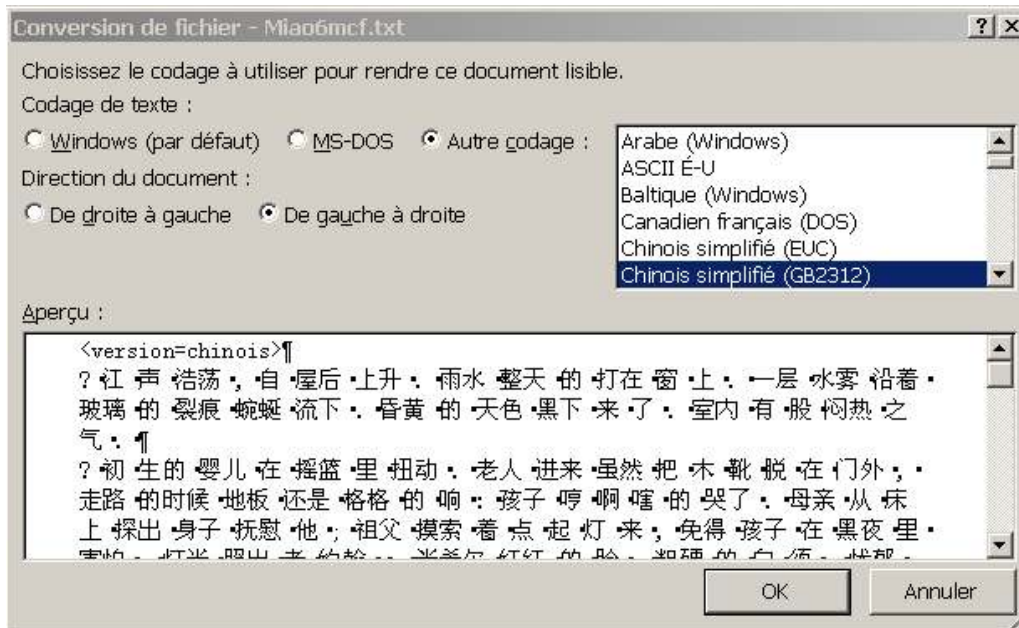 Conversion de fichier - Miao6mcf.txt
Choisissez le codage à utiliser pour rendre ce document lisible.
Codage de texte :
Windows (par défaut) MS-DOS Autre codage :
Direction du document :
De droite à gauche De gauche à droite
Arabe (Windows)
ASCII É-U
Baltique (Windows)
Canadien français (DOS)
Chinois simplifié (EUC)
Chinois simplifié (GB2312)
Aperçu :
<version=chinois>¶
? 江 声 浩荡 , 自 屋后 上升 . 雨水 整天 的 打在 窗 上 . 一层 水雾 沿着
玻璃 的 裂痕 蜿蜒 流下 . 昏黄 的 天色 黑下 来 了 . 室内 有 股 闷热 之
气 . ¶
? 初 生的 婴儿 在 摇篮 里 扭动 . 老人 进来 虽然 把 木 靴 脱 在 门外 ,
走路 的时候 地板 还是 格格 的 响 : 孩子 哼 啊 嗐 的 哭了 . 母亲 从 床
上 探出 身子 抚慰 他 ; 祖父 摸索 着 点 起 灯 来 , 免得 孩子 在 黑夜 里
OK Annuler